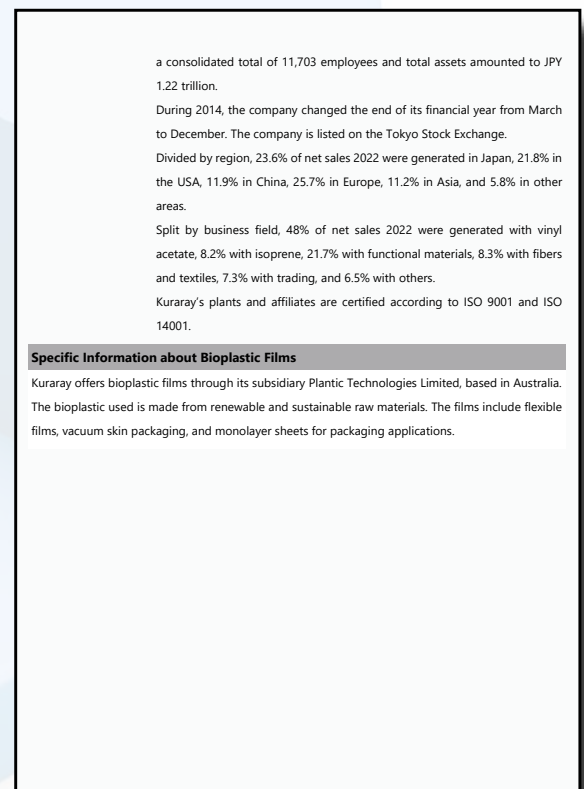 a consolidated total of 11,703 employees and total assets amounted to JPY
1.22 trillion.
During 2014, the company changed the end of its financial year from March
to December. The company is listed on the Tokyo Stock Exchange.
Divided by region, 23.6% of net sales 2022 were generated in Japan, 21.8% in
the USA, 11.9% in China, 25.7% in Europe, 11.2% in Asia, and 5.8% in other
areas.
Split by business field, 48% of net sales 2022 were generated with vinyl
acetate, 8.2% with isoprene, 21.7% with functional materials, 8.3% with fibers
and textiles, 7.3% with trading, and 6.5% with others.
Kuraray’s plants and affiliates are certified according to ISO 9001 and ISO
14001.
Specific Information about Bioplastic Films
Kuraray offers bioplastic films through its subsidiary Plantic Technologies Limited, based in Australia.
The bioplastic used is made from renewable and sustainable raw materials. The films include flexible
films, vacuum skin packaging, and monolayer sheets for packaging applications.